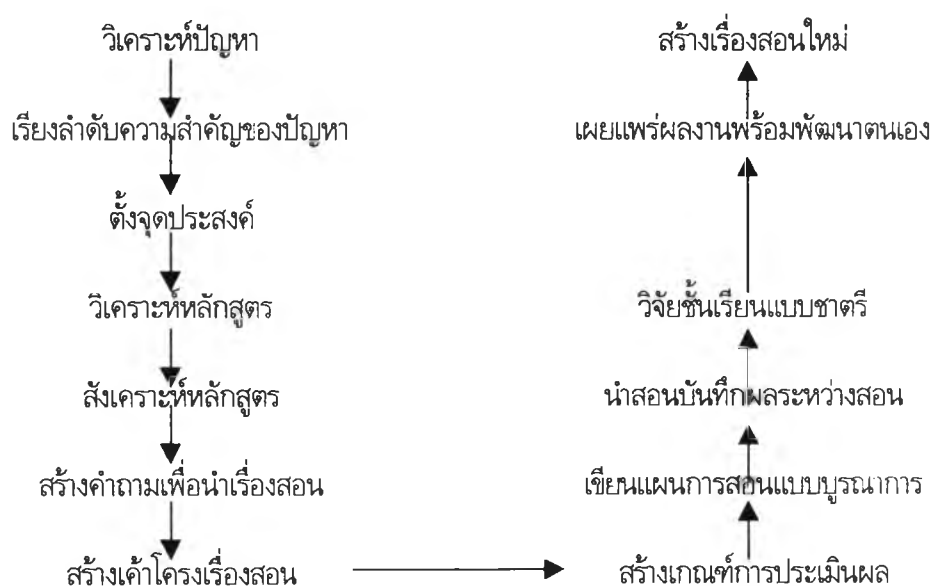 วิเคราะห์ปัญหา
เรียงลำดับความสำคัญของปัญหา
ตั้งจุดประสงค์
วิเคราะห์หลักสูตร
สังเคราะห์หลักสูตร
สร้างคำถามเพื่อนำเรื่องสอน
สร้างเค้าโครงเรื่องสอน
สร้างเกณฑ์การประเมินผล
เขียนแผนการสอนแบบบูรณาการ
นำสอนบันทึกผลระหว่างสอน
วิจัยชั้นเรียนแบบชาตรี
เผยแพร่ผลงานพร้อมพัฒนาตนเอง
สร้างเรื่องสอนใหม่